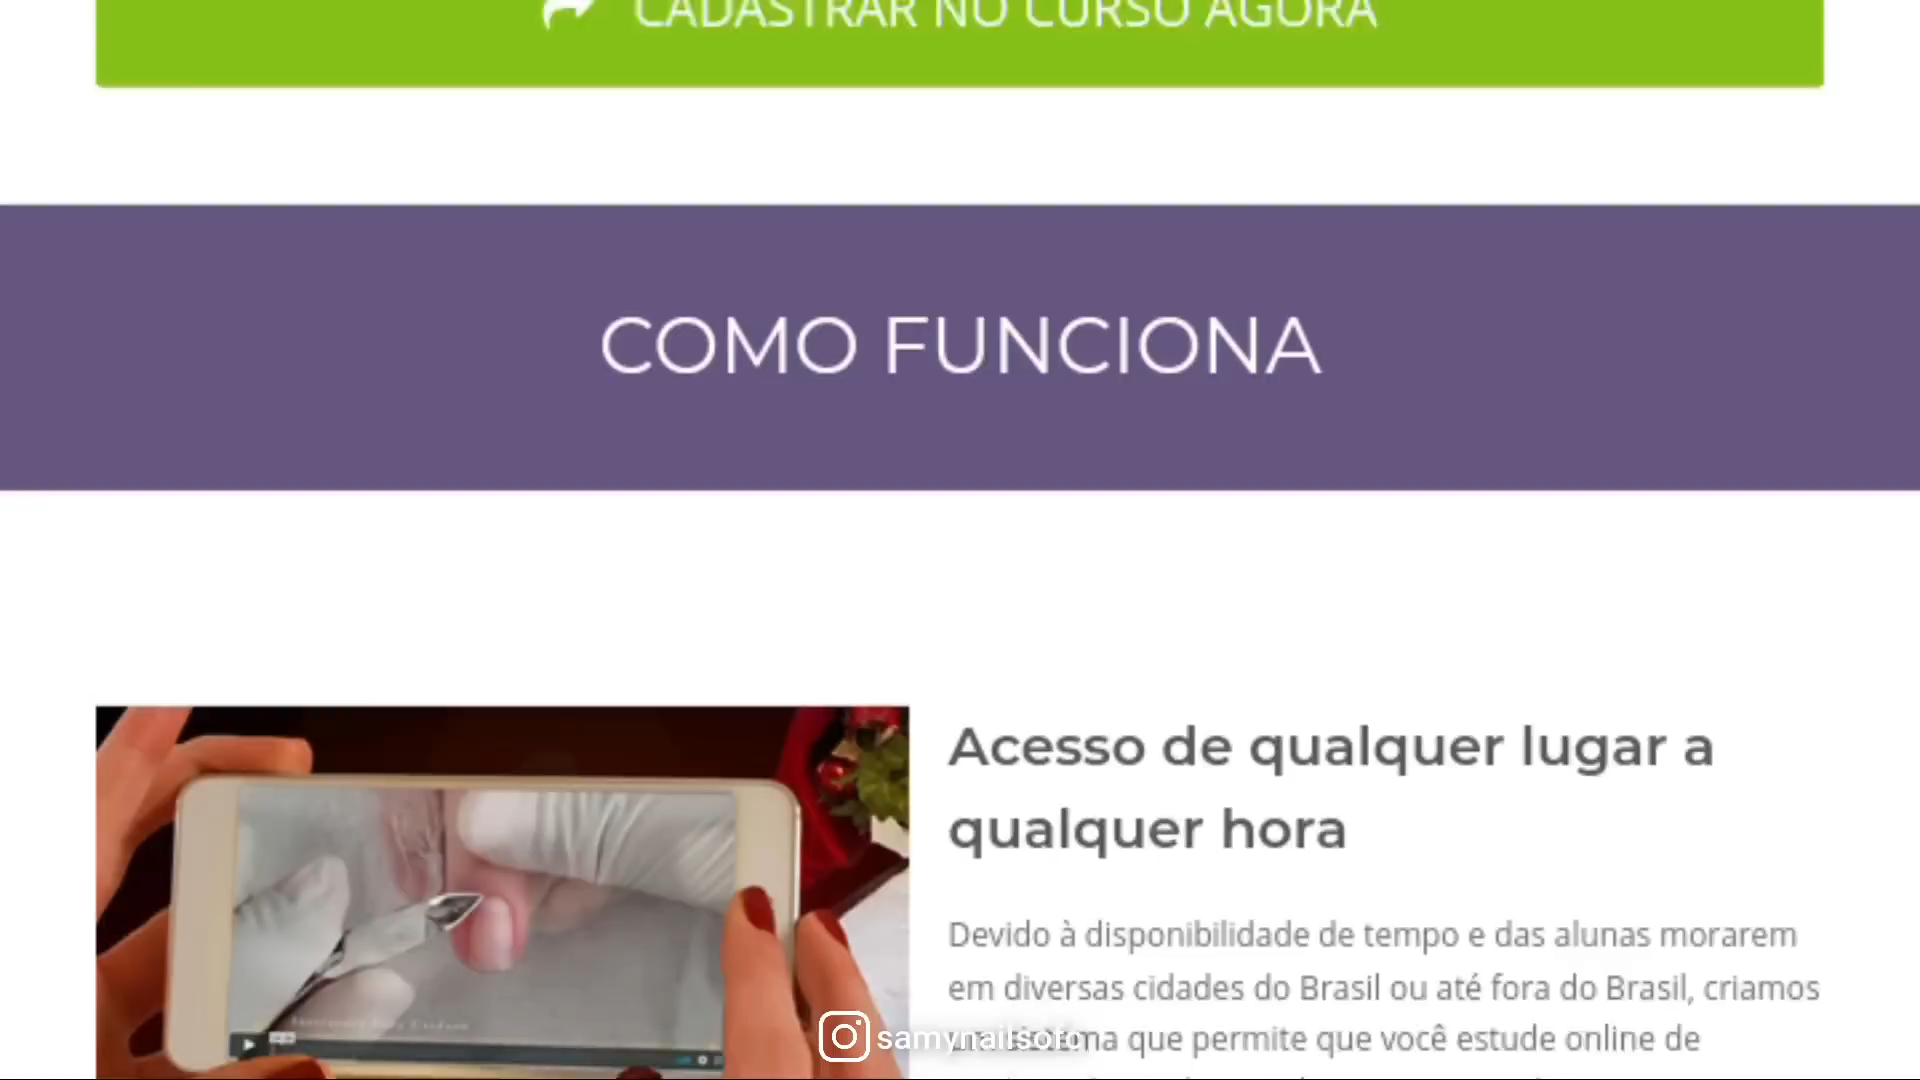 CADASTRAR NO CURSO AGORA
COMO FUNCIONA
Acesso de qualquer lugar a
qualquer hora
Devido à disponibilidade de tempo e das alunas morarem
em diversas cidades do Brasil ou até fora do Brasil, criamos
que permite que você estude online de
samynailsofc